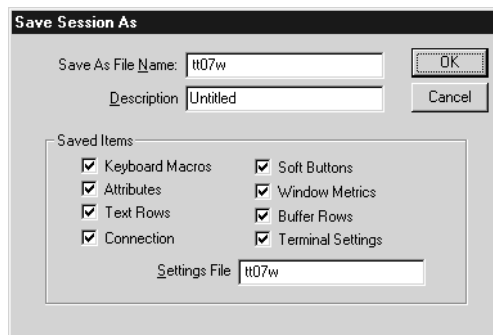 Save Session As
Save As File Name: tt07w
OK
Description Untitled
Cancel
Saved Items
Keyboard Macros
Soft Buttons
Attributes
Window Metrics
Text Rows
Buffer Rows
Connection
Terminal Settings
Settings File tt07w